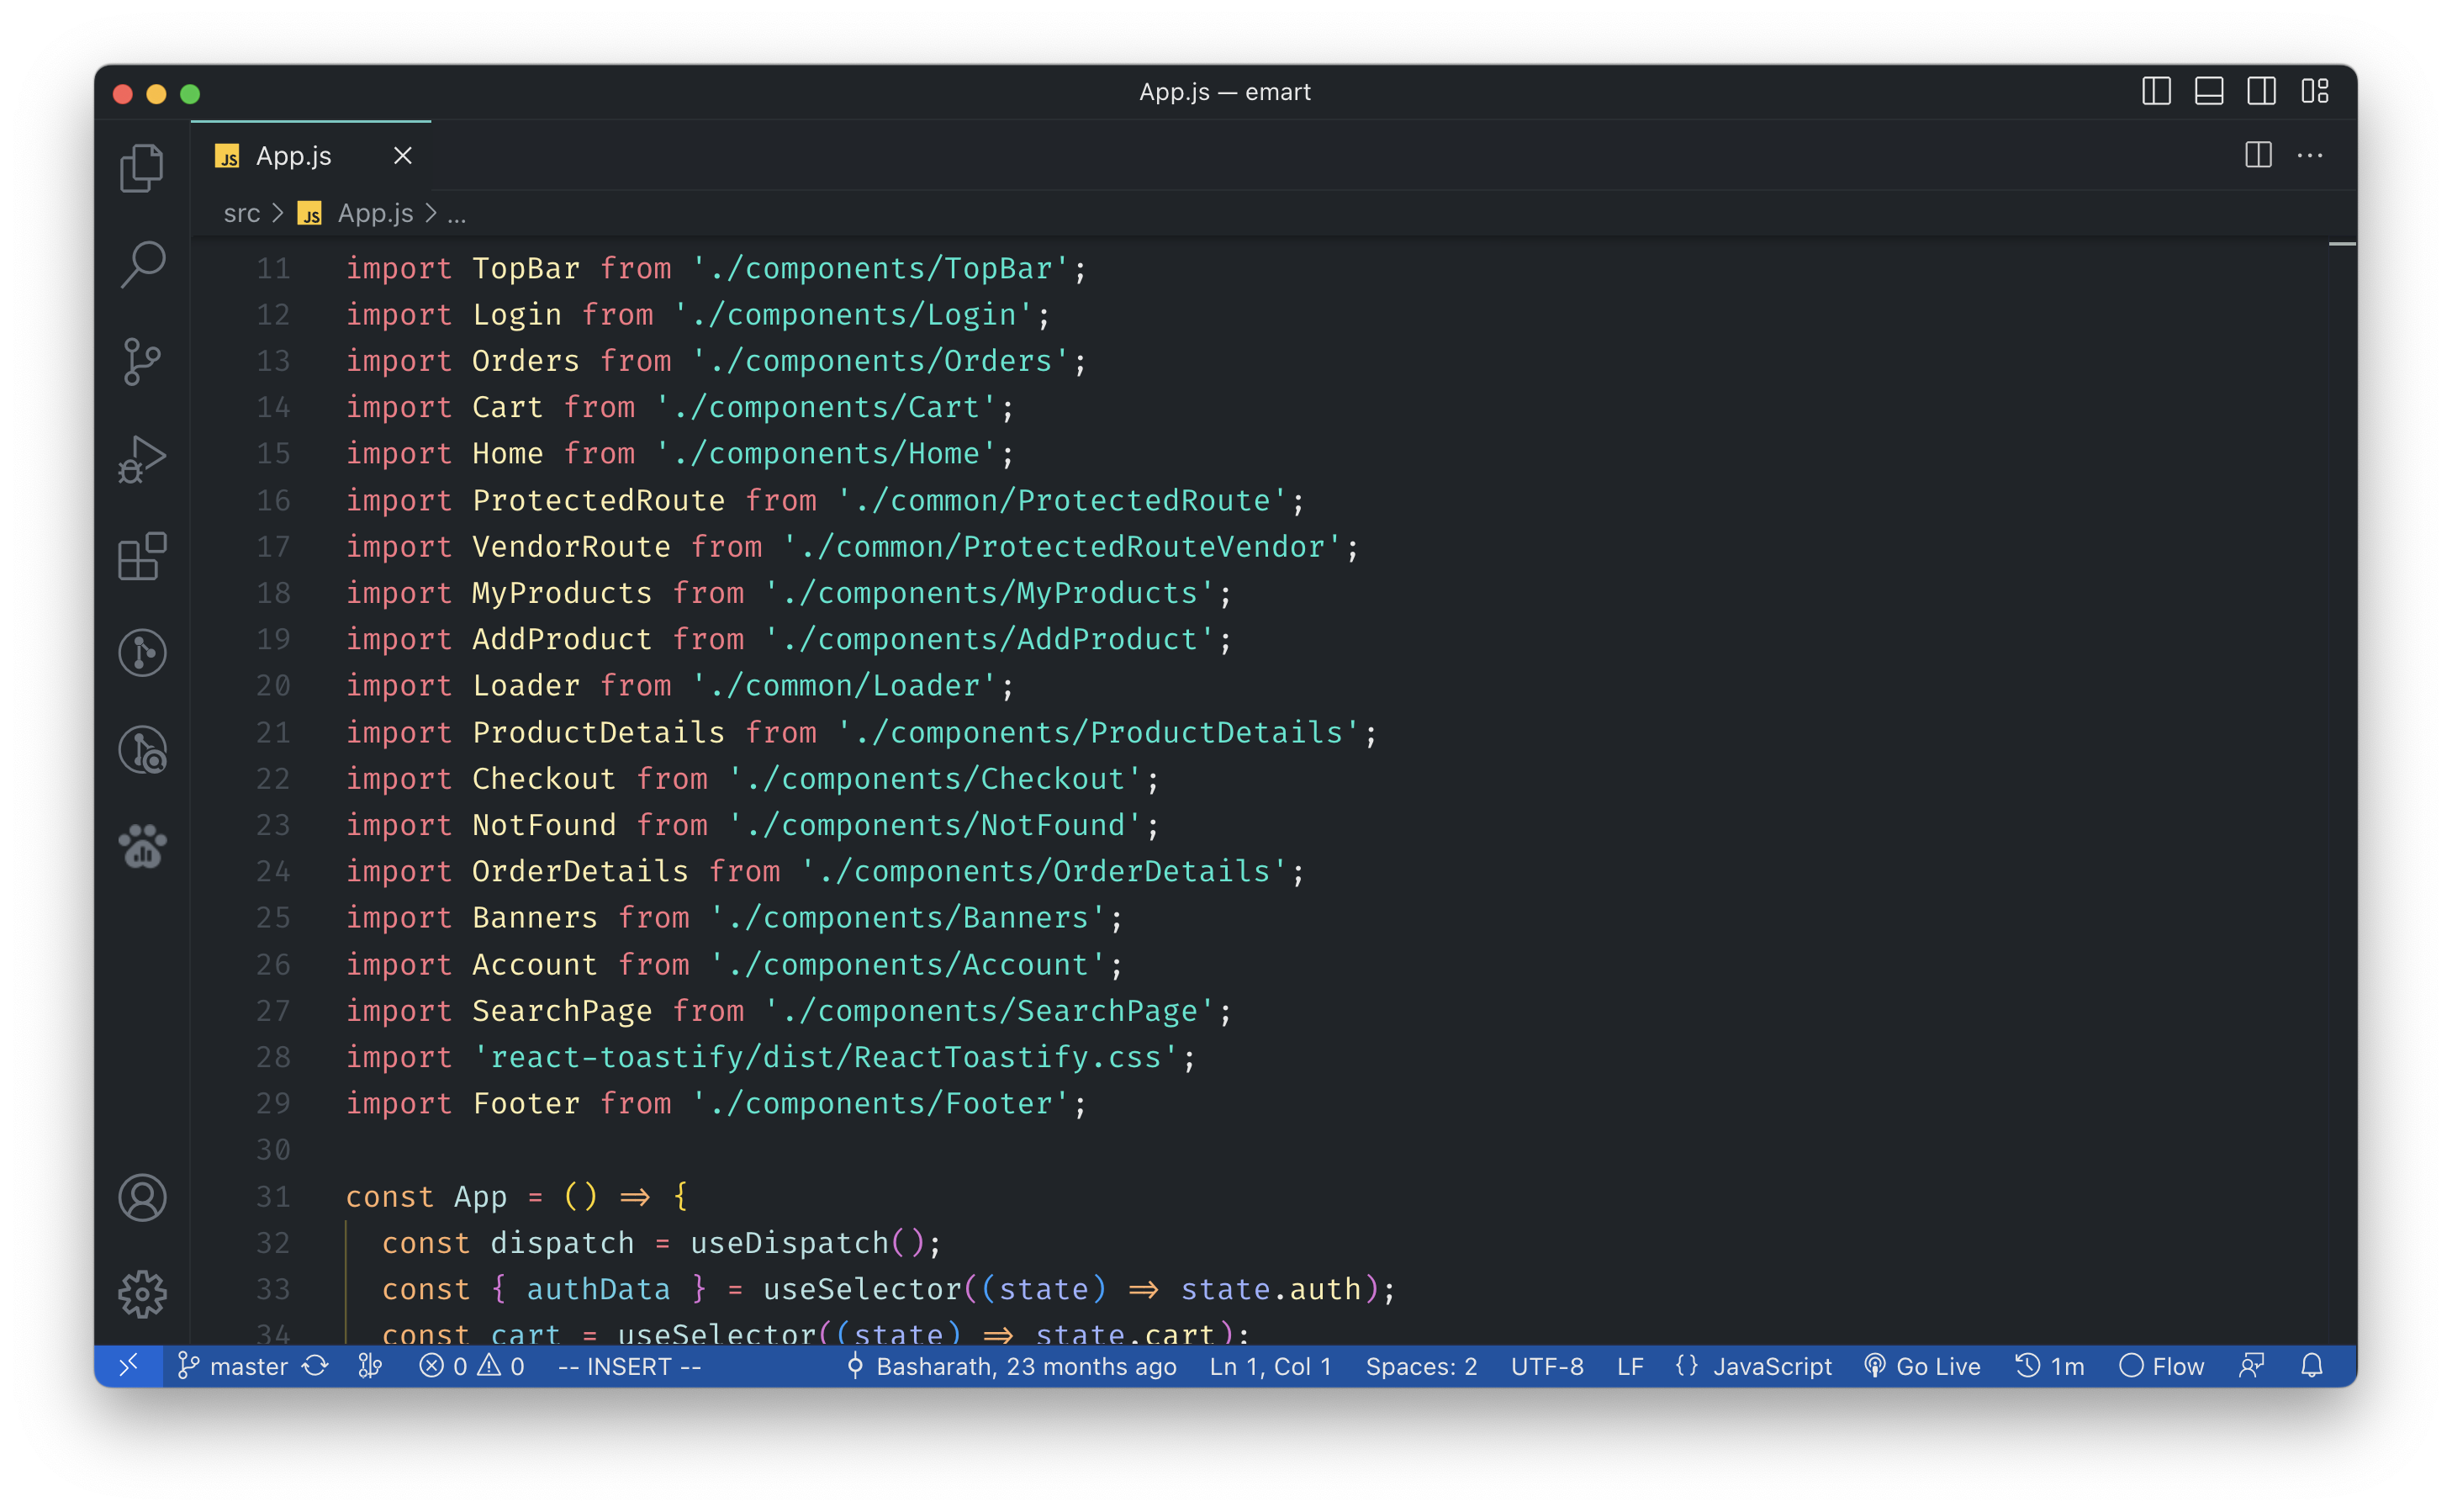 App.js — emart
JS App.js
src > JS App.js > ...
11 import TopBar from './components/TopBar';
12 import Login from './components/Login';
13 import Orders from './components/Orders';
14 import Cart from './components/Cart';
15 import Home from './components/Home';
16 import ProtectedRoute from './common/ProtectedRoute';
17 import VendorRoute from './common/ProtectedRouteVendor';
18 import MyProducts from './components/MyProducts';
19 import AddProduct from './components/AddProduct';
20 import Loader from './common/Loader';
21 import ProductDetails from './components/ProductDetails';
22 import Checkout from './components/Checkout';
23 import NotFound from './components/NotFound';
24 import OrderDetails from './components/OrderDetails';
25 import Banners from './components/Banners';
26 import Account from './components/Account';
27 import SearchPage from './components/SearchPage';
28 import 'react-toastify/dist/ReactToastify.css';
29 import Footer from './components/Footer';
30
31 const App = () => {
32 const dispatch = useDispatch();
33 const { authData } = useSelector((state) => state.auth);
34 const cart = useSelector((state) => state.cart);
master 0 0 -- INSERT -- Basharath, 23 months ago Ln 1, Col 1 Spaces: 2 UTF-8 LF {} JavaScript Go Live 1m Flow